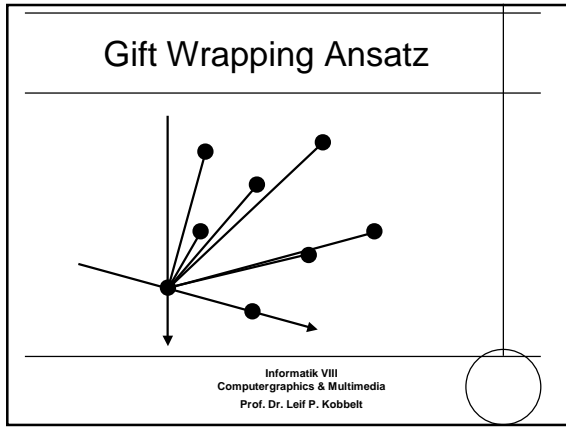 Gift Wrapping Ansatz
Informatik VIII
Computergraphics & Multimedia
Prof. Dr. Leif P. Kobbelt